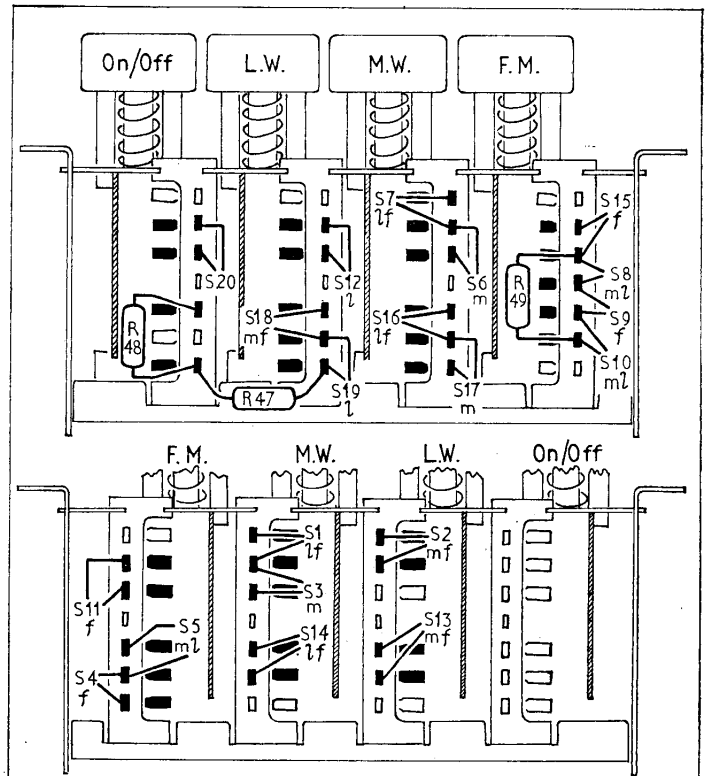 On/Off L.W. M.W. F.M.
S7
lf
S15
f
S20
S12
l
S6
m
R
49
S8
ml
R
48
S18
mf
S16
lf
S9
f
R47
S19
l
S17
m
S10
ml
F.M. M.W. L.W. On/Off
S1
lf
S2
mf
S11
f
S3
m
S5
ml
S14
lf
S13
mf
S4
f